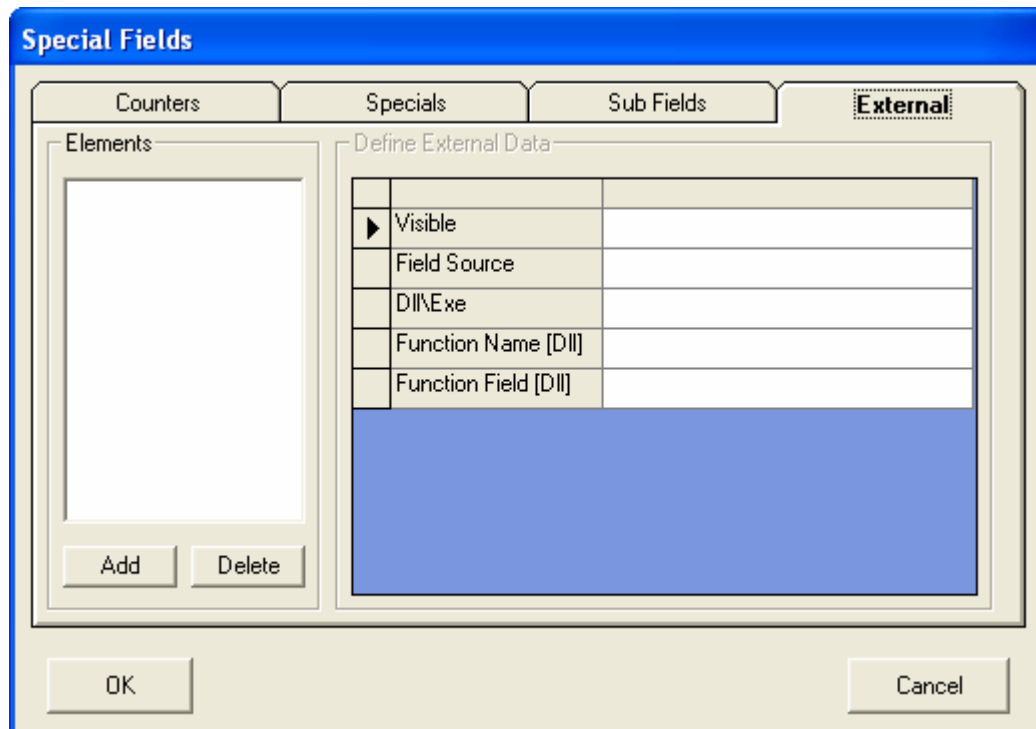 Special Fields
Counters Specials Sub Fields External
Elements Define External Data
Visible
Field Source
Dll\Exe
Function Name [Dll]
Function Field [Dll]
Add Delete
OK Cancel